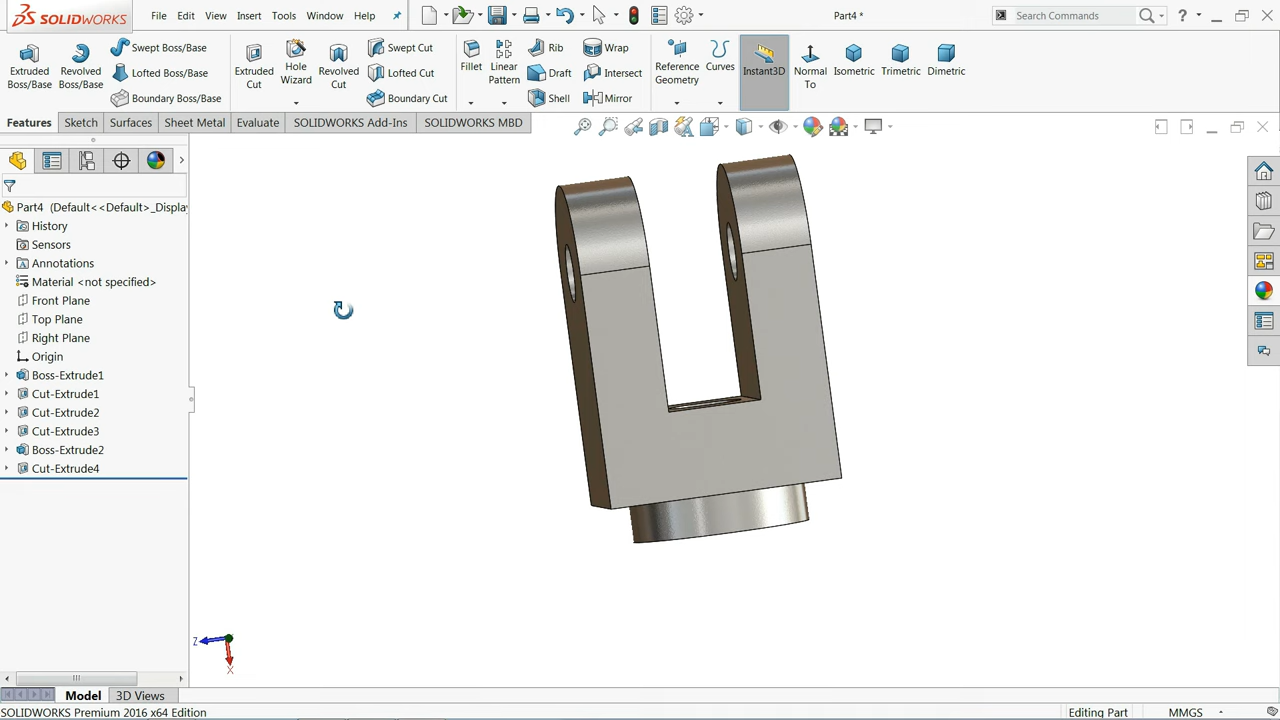 SOLIDWORKS File Edit View Insert Tools Window Help Part4 * Search Commands ?
Extruded Boss/Base
Revolved Boss/Base
Swept Boss/Base
Lofted Boss/Base
Boundary Boss/Base
Extruded Cut
Hole Wizard
Revolved Cut
Swept Cut
Lofted Cut
Boundary Cut
Fillet
Linear Pattern
Rib
Draft
Shell
Wrap
Intersect
Mirror
Reference Geometry
Curves
Instant3D
Normal To
Isometric
Trimetric
Dimetric
Features Sketch Surfaces Sheet Metal Evaluate SOLIDWORKS Add-Ins SOLIDWORKS MBD
Part4 (Default<<Default>_Displa
History
Sensors
Annotations
Material <not specified>
Front Plane
Top Plane
Right Plane
Origin
Boss-Extrude1
Cut-Extrude1
Cut-Extrude2
Cut-Extrude3
Boss-Extrude2
Cut-Extrude4
Z
X
Model 3D Views
SOLIDWORKS Premium 2016 x64 Edition Editing Part MMGS